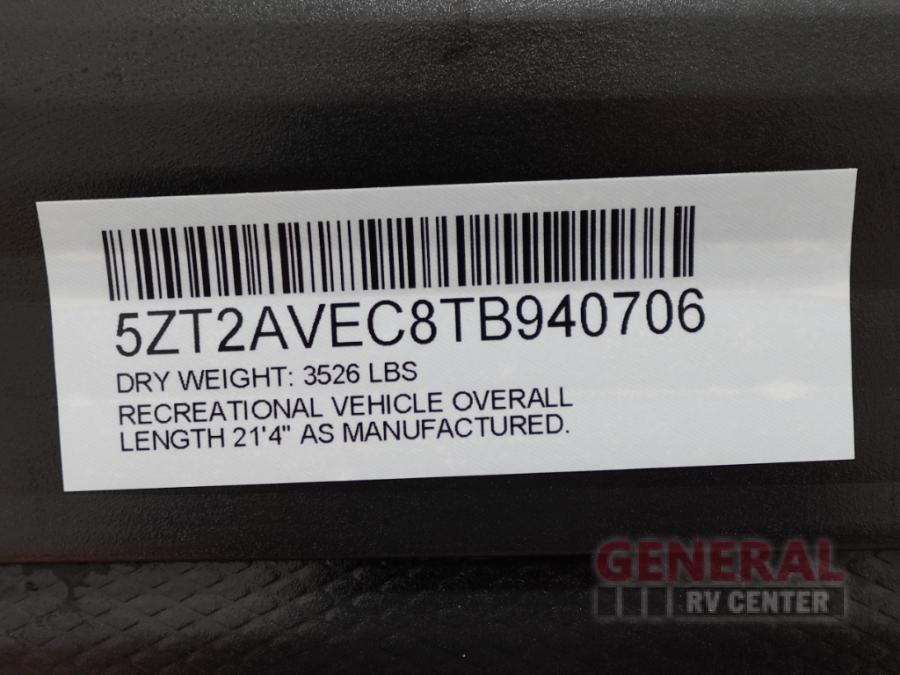 5ZT2AVEC8TB940706
DRY WEIGHT: 3526 LBS
RECREATIONAL VEHICLE OVERALL
LENGTH 21'4" AS MANUFACTURED.
GENERAL
RV CENTER